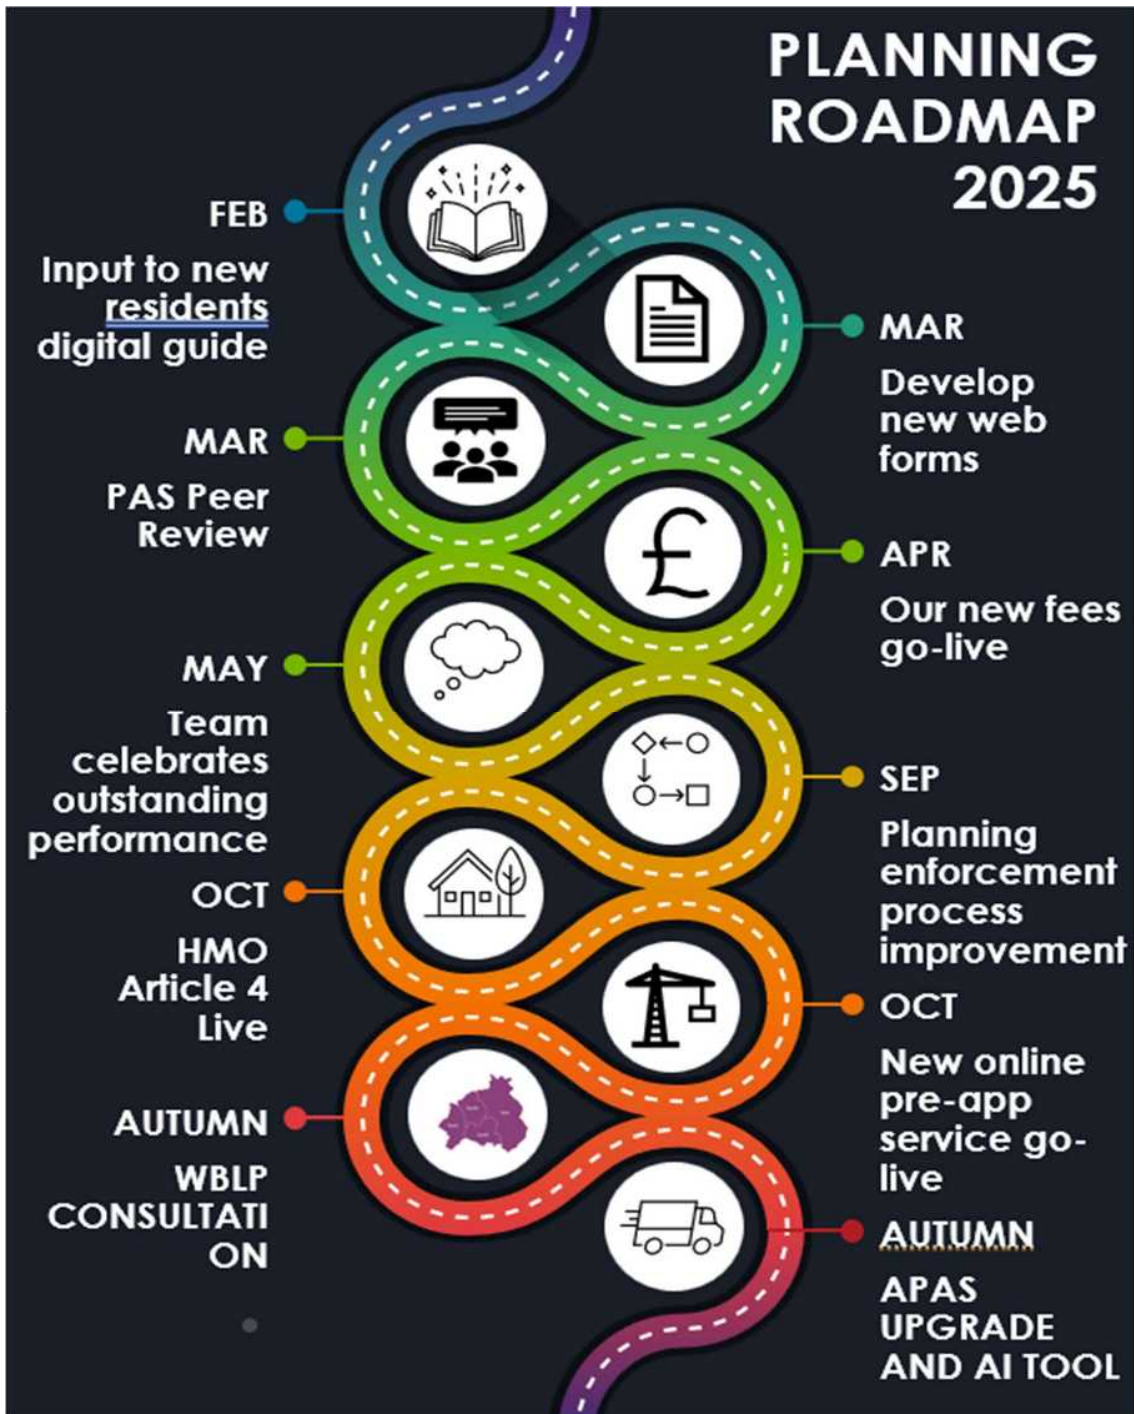 PLANNING
ROADMAP
2025
FEB
Input to new
residents
digital guide
MAR
Develop
new web
forms
MAR
PAS Peer
Review
APR
Our new fees
go-live
MAY
Team
celebrates
outstanding
performance
SEP
Planning
enforcement
process
improvement
OCT
HMO
Article 4
Live
OCT
New online
pre-app
service go-
live
AUTUMN
WBLP
CONSULTATI
ON
AUTUMN
APAS
UPGRADE
AND AI TOOL